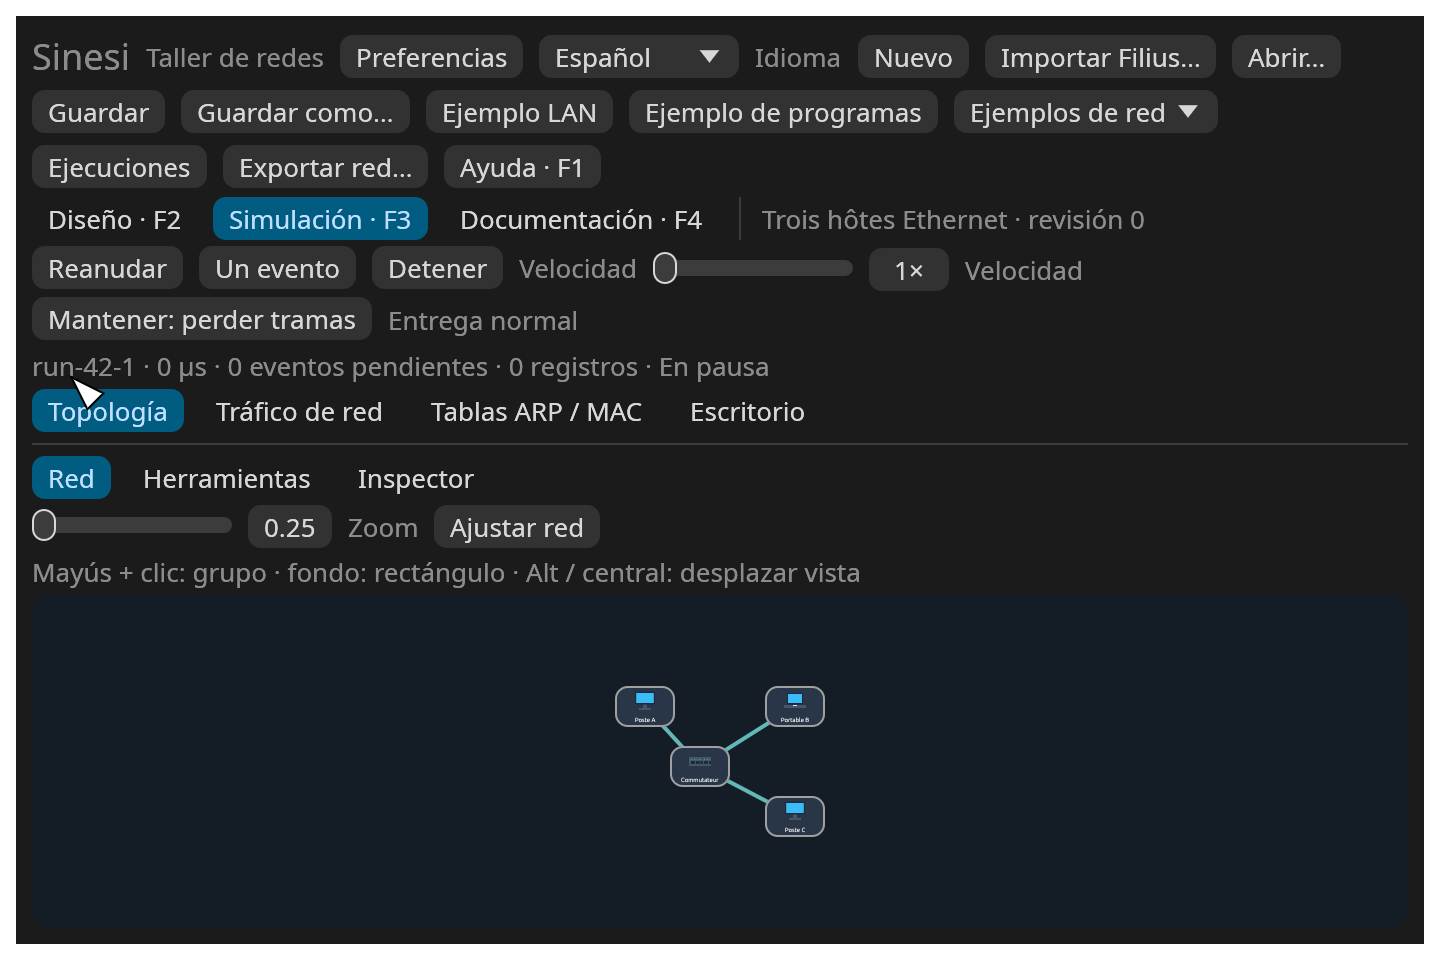 Sinesi Taller de redes Preferencias Español Idioma Nuevo Importar Filius... Abrir...
Guardar Guardar como... Ejemplo LAN Ejemplo de programas Ejemplos de red
Ejecuciones Exportar red... Ayuda · F1
Diseño · F2 Simulación · F3 Documentación · F4 Trois hôtes Ethernet · revisión 0
Reanudar Un evento Detener Velocidad 1× Velocidad
Mantener: perder tramas Entrega normal
run-42-1 · 0 µs · 0 eventos pendientes · 0 registros · En pausa
Topología Tráfico de red Tablas ARP / MAC Escritorio
Red Herramientas Inspector
0.25 Zoom Ajustar red
Mayús + clic: grupo · fondo: rectángulo · Alt / central: desplazar vista
Poste A Portable B
Commutateur
Poste C